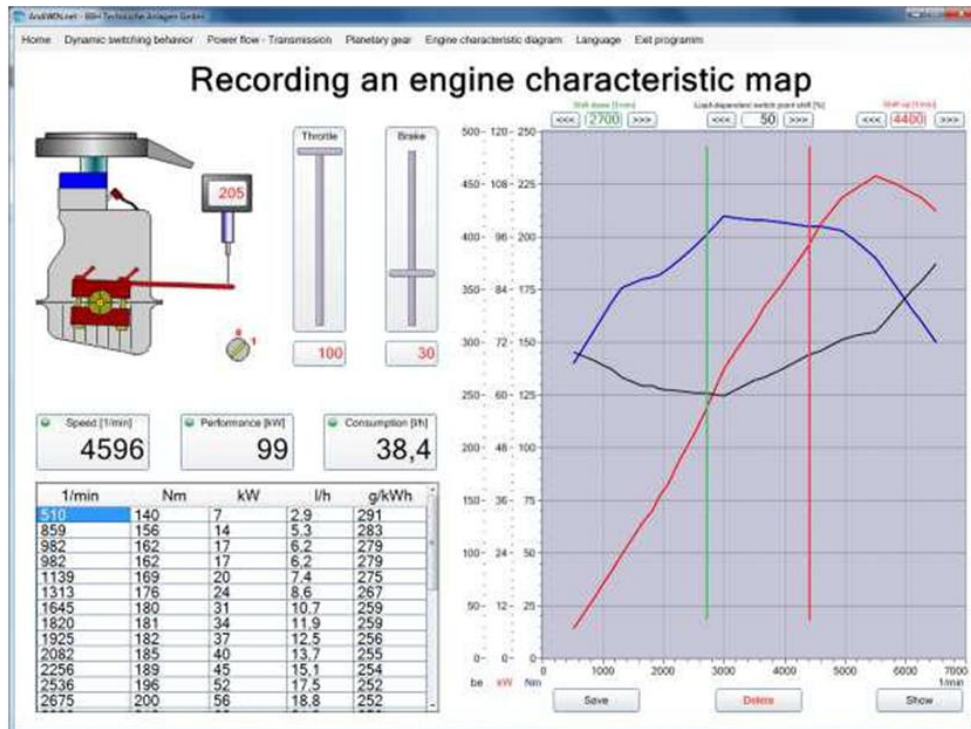 AndiWIN.net - BBH Technische Anlagen GmbH
Home Dynamic switching behavior Power flow - Transmission Planetary gear Engine characteristic diagram Language Exit programm
Recording an engine characteristic map
Shift down [1/min] Load-dependent switch point shift [%] Shift up [1/min]
<<< 2700 >>> <<< 50 >>> <<< 4400 >>>
Throttle Brake
205
0
1
100 30
Speed [1/min] Performance [kW] Consumption [l/h]
4596 99 38,4
1/min Nm kW l/h g/kWh
510 140 7 2.9 291
859 156 14 5.3 283
982 162 17 6.2 279
982 162 17 6,2 279
1139 169 20 7.4 275
1313 176 24 8.6 267
1645 180 31 10.7 259
1820 181 34 11.9 259
1925 182 37 12.5 256
2082 185 40 13.7 255
2256 189 45 15.1 254
2536 196 52 17.5 252
2675 200 56 18.8 252
500 120 250
450 108 225
400 96 200
350 84 175
300 72 150
250 60 125
200 48 100
150 36 75
100 24 50
50 12 25
0 0 0
0 1000 2000 3000 4000 5000 6000 7000
be kW Nm 1/min
Save Delete Show